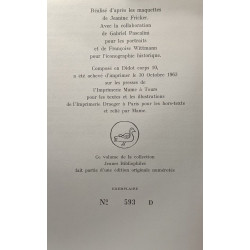 Réalisé d'après les maquettes
de Jeanine Fricker.
Avec la collaboration
de Gabriel Pascalini
pour les portraits
et de Françoise Wittmann
pour l'iconographie historique.
Composé en Didot corps 10,
a été achevé d'imprimer le 10 Octobre 1963
sur les presses de
l'Imprimerie Mame à Tours
pour les textes et les illustrations
de l'Imprimerie Draeger à Paris pour les hors-texte
et relié par Mame.
Ce volume de la collection
Jeunes Bibliophiles
fait partie d'une édition originale numérotée
EXEMPLAIRE
No 593 D